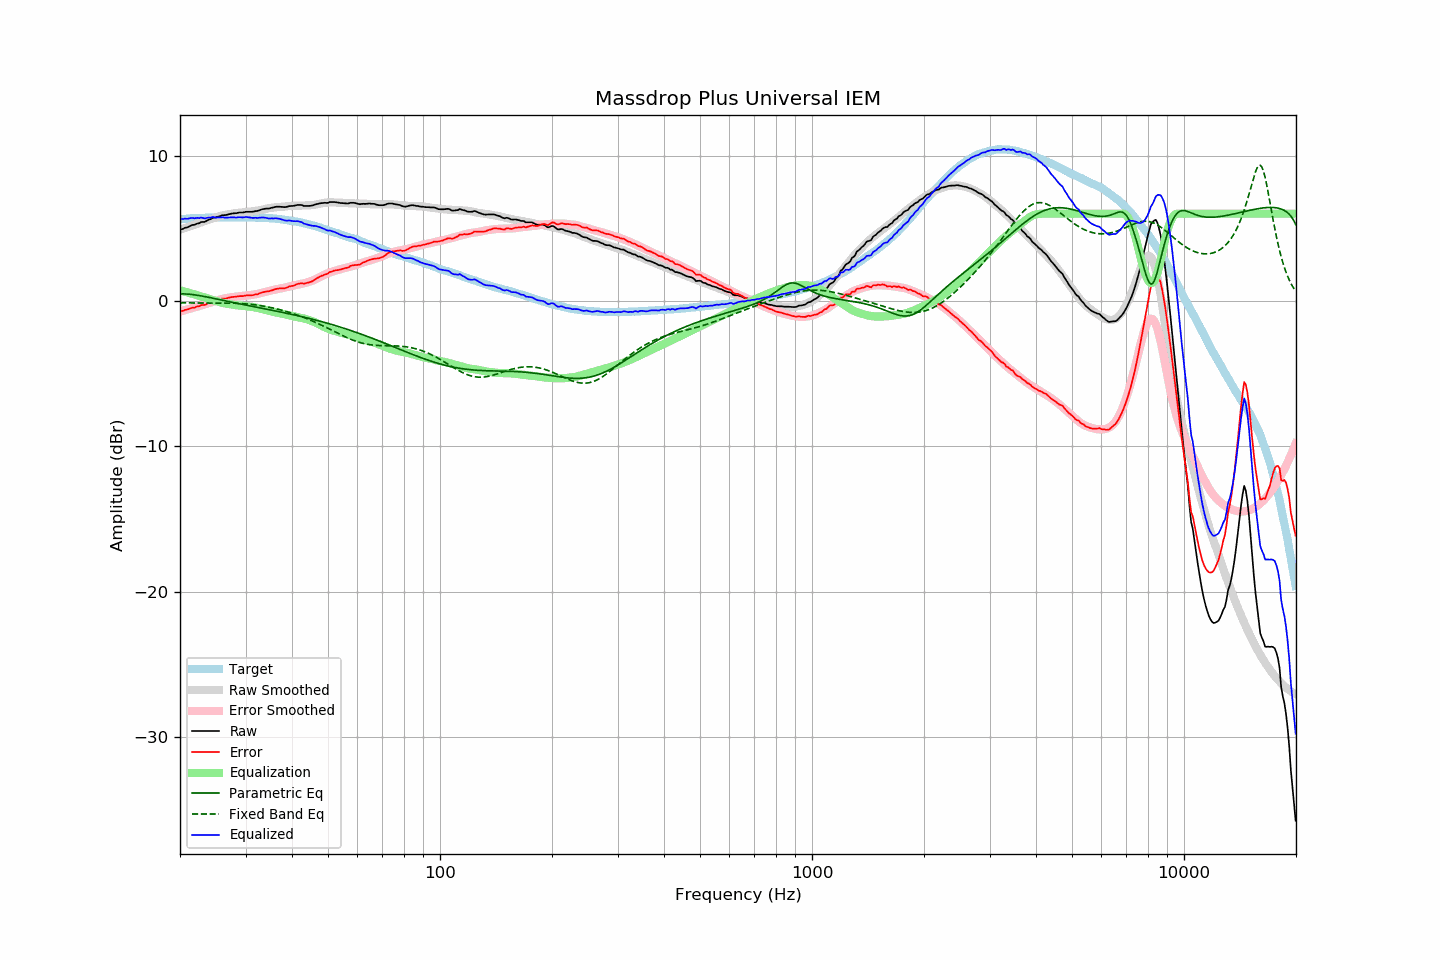 Massdrop Plus Universal IEM
10
0
−10
−20
−30
Amplitude (dBr)
Target
Raw Smoothed
Error Smoothed
Raw
Error
Equalization
Parametric Eq
Fixed Band Eq
Equalized
100
1000
10000
Frequency (Hz)